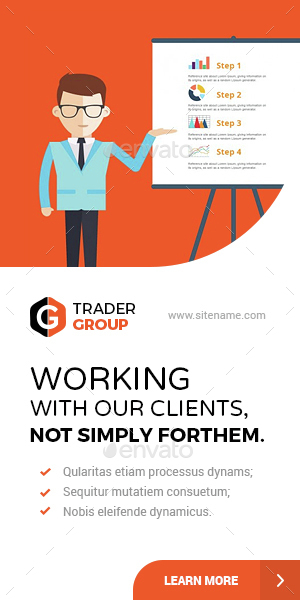 Step 1
Step 2
Step 3
Step 4
envato
G
TRADER
GROUP
www.sitename.com
WORKING
WITH OUR CLIENTS,
NOT SIMPLY FORTHEM.
envato
Qularitas etiam processus dynams;
Sequitur mutatiem consuetum;
Nobis eleifende dynamicus.
LEARN MORE